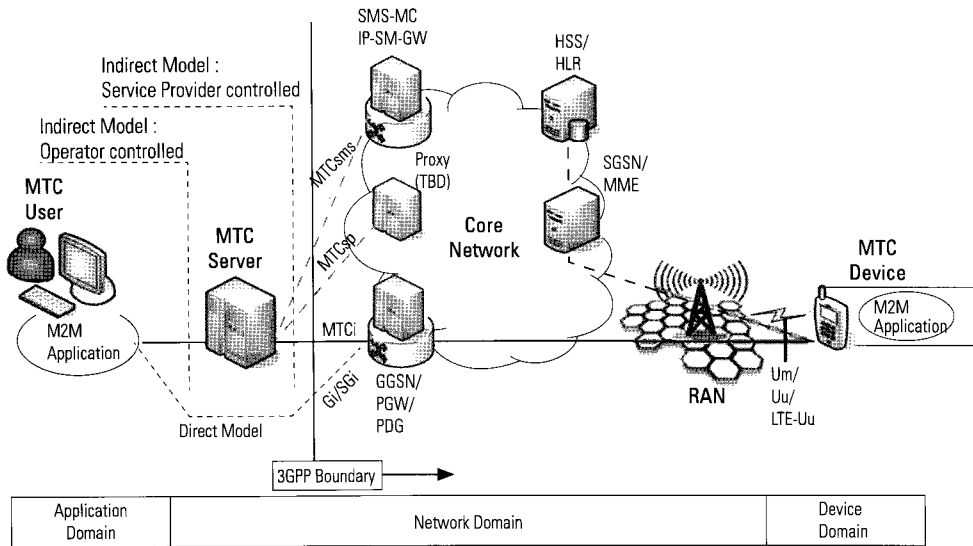 SMS-MC
IP-SM-GW
HSS/
HLR
Indirect Model :
Service Provider controlled
Indirect Model :
Operator controlled
MTCsms
Proxy
(TBD)
SGSN/
MME
MTC
User
MTC
Server
MTCsp
Core
Network
MTC
Device
M2M
Application
M2M
Application
MTCi
Gi/SGi
GGSN/
PGW/
PDG
RAN
Um/
Uu/
LTE-Uu
Direct Model
3GPP Boundary
Application
Domain
Network Domain
Device
Domain